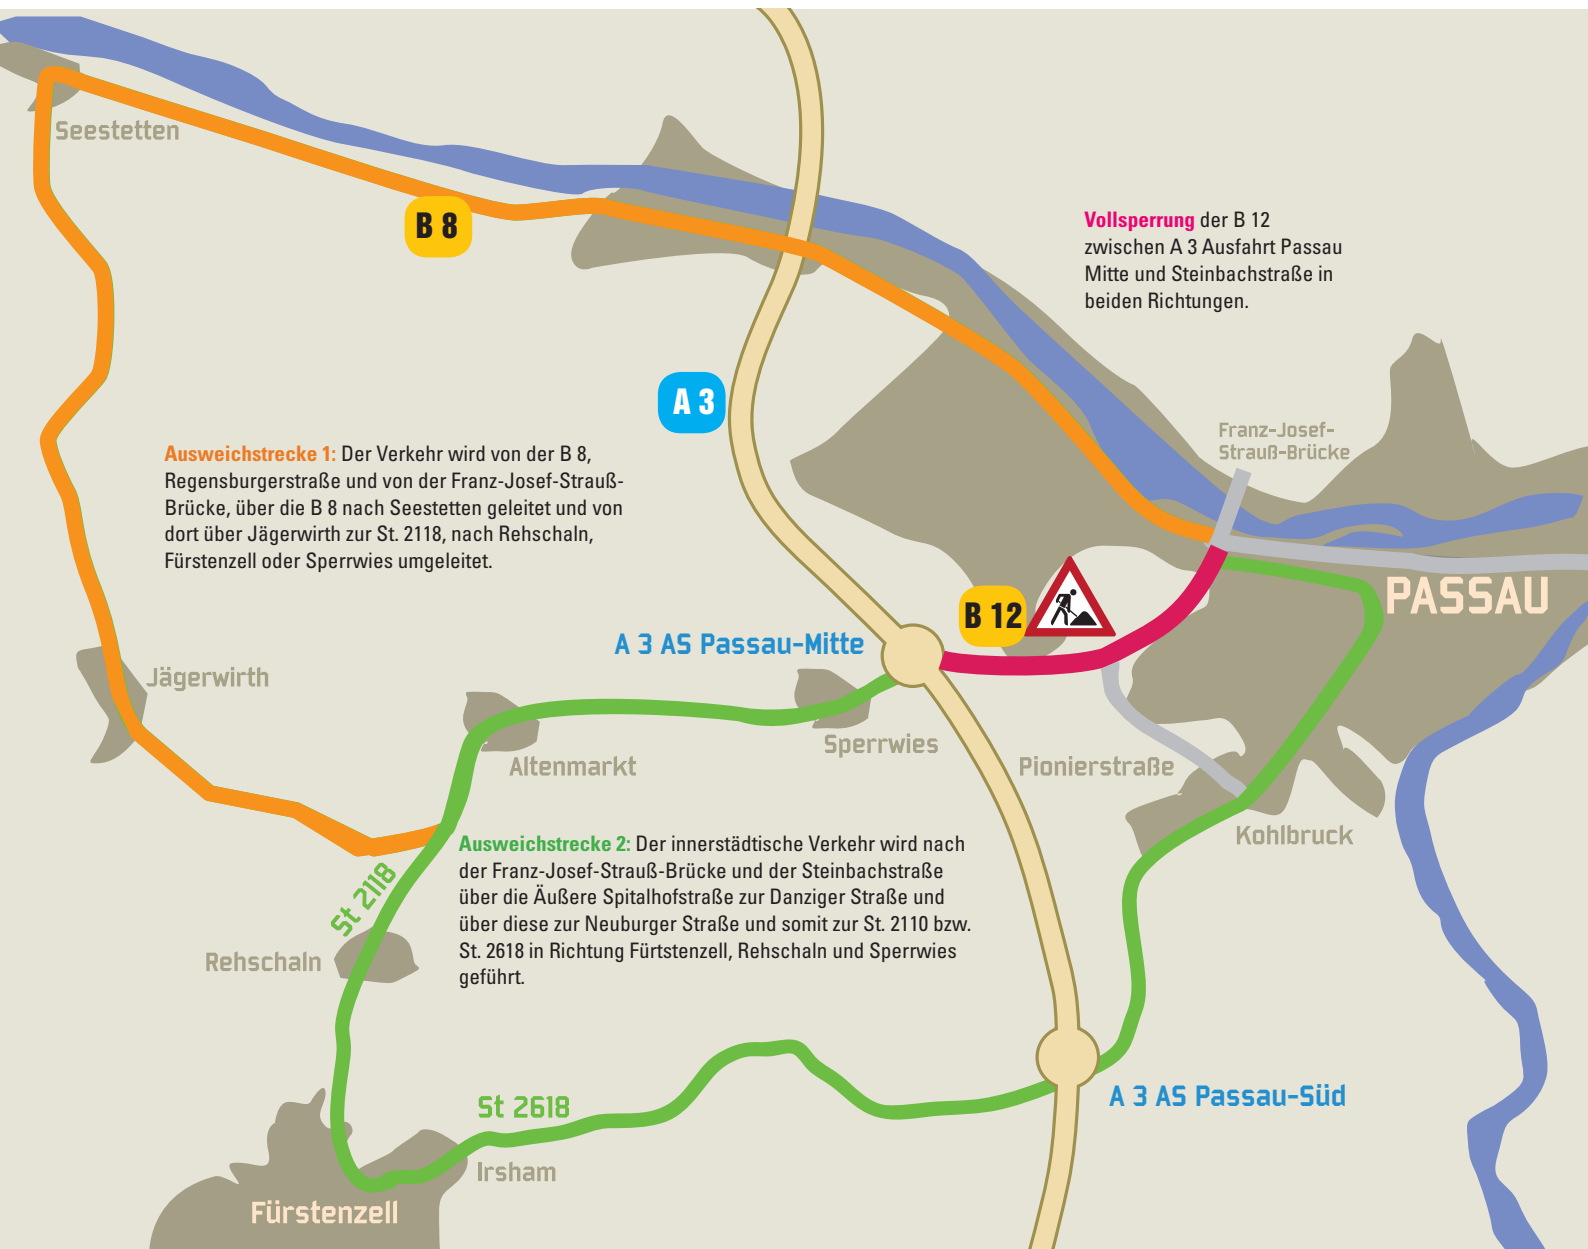 Seestetten
B 8
Vollsperrung der B 12
zwischen A 3 Ausfahrt Passau
Mitte und Steinbachstraße in
beiden Richtungen.
A 3
Franz-Josef-
Strauß-Brücke
Ausweichstrecke 1: Der Verkehr wird von der B 8,
Regensburgerstraße und von der Franz-Josef-Strauß-
Brücke, über die B 8 nach Seestetten geleitet und von
dort über Jägerwirth zur St. 2118, nach Rehschaln,
Fürstenzell oder Sperrwies umgeleitet.
PASSAU
B 12
A 3 AS Passau-Mitte
Jägerwirth
Sperrwies
Altenmarkt
Pionierstraße
Kohlbruck
Ausweichstrecke 2: Der innerstädtische Verkehr wird nach
der Franz-Josef-Strauß-Brücke und der Steinbachstraße
über die Äußere Spitalhofstraße zur Danziger Straße und
über diese zur Neuburger Straße und somit zur St. 2110 bzw.
St. 2618 in Richtung Fürtstenzell, Rehschaln und Sperrwies
geführt.
St 2118
Rehschaln
A 3 AS Passau-Süd
St 2618
Irsham
Fürstenzell